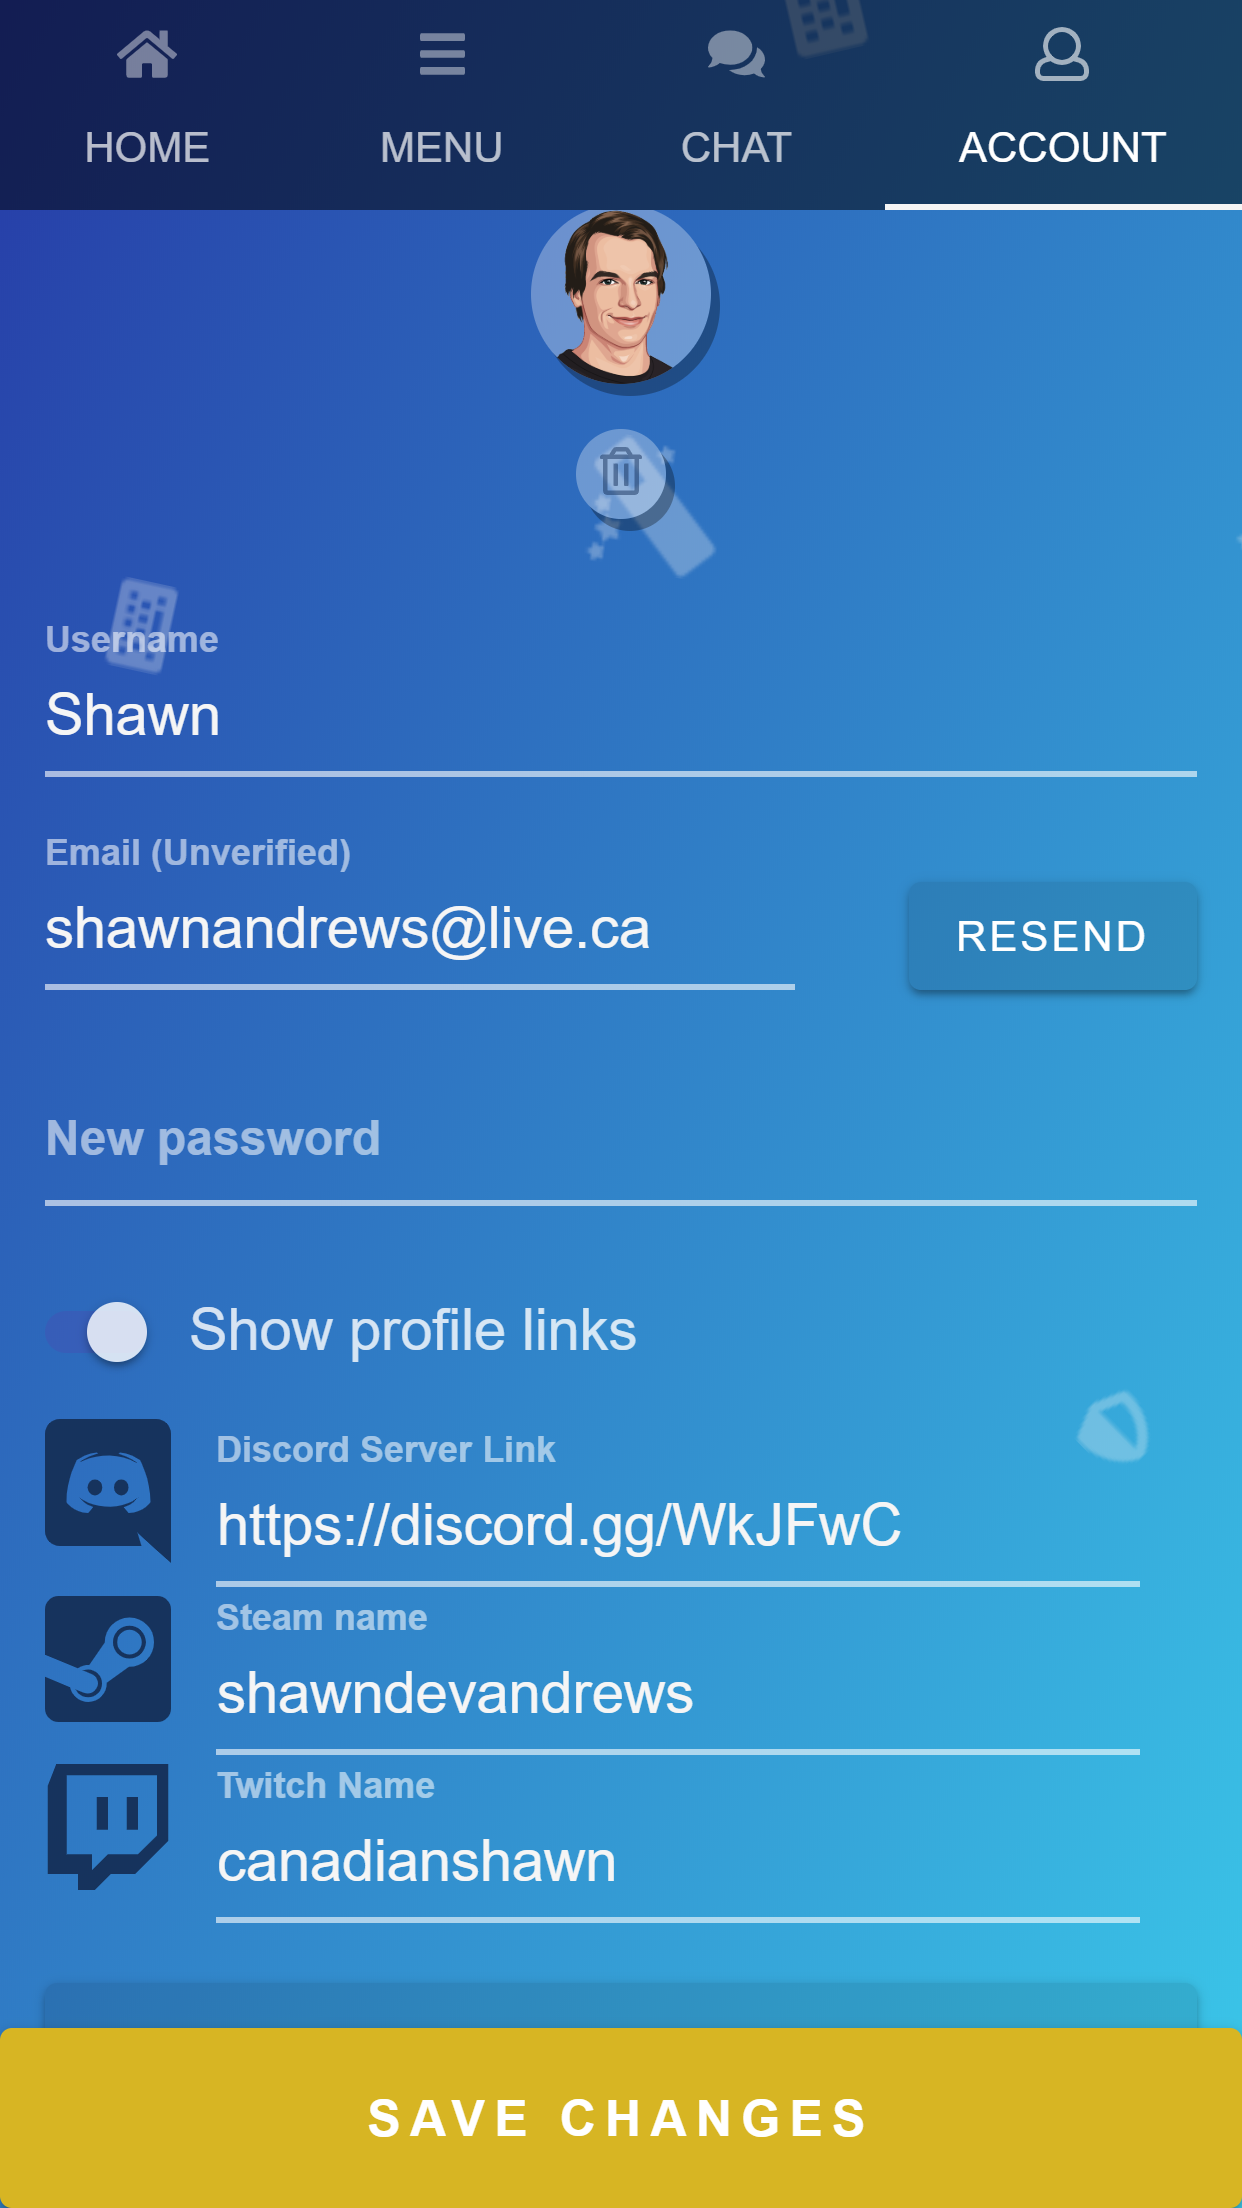 HOME
MENU
CHAT
ACCOUNT
Username
Shawn
Email (Unverified)
shawnandrews@live.ca
RESEND
New password
Show profile links
Discord Server Link
https://discord.gg/WkJFwC
Steam name
shawndevandrews
Twitch Name
canadianshawn
SAVE CHANGES